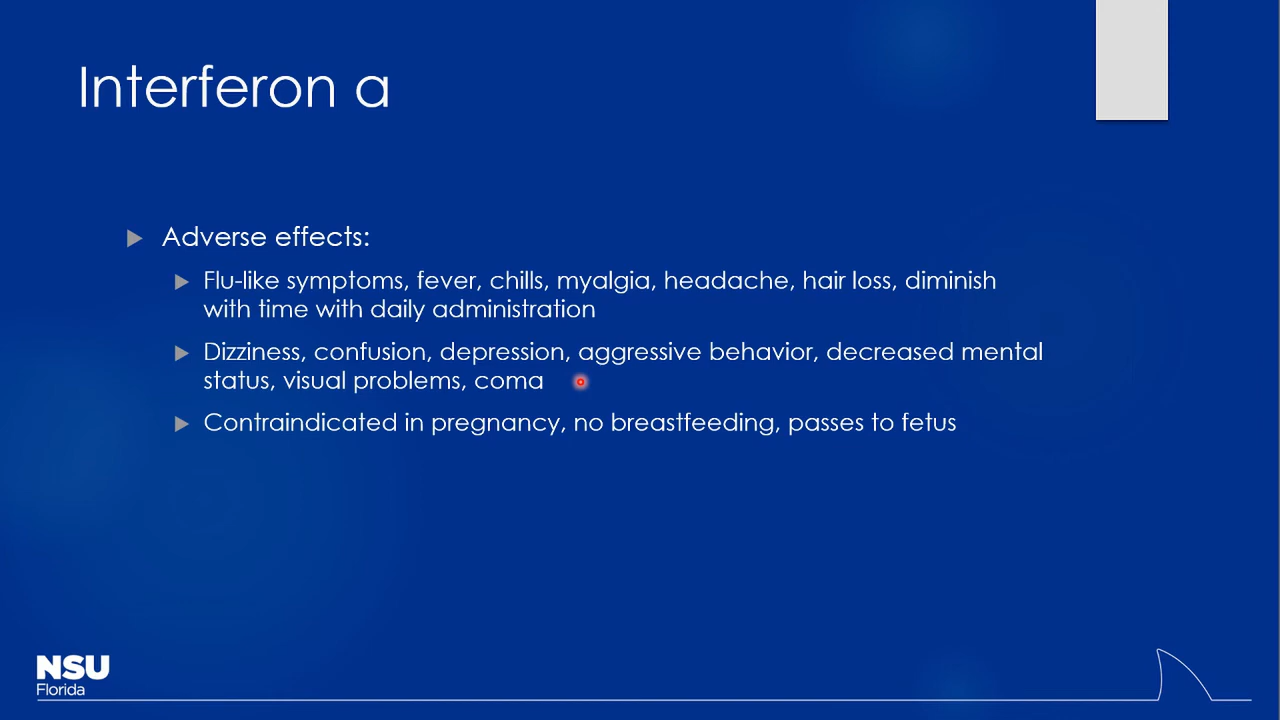 Interferon a
Adverse effects:
Flu-like symptoms, fever, chills, myalgia, headache, hair loss, diminish
with time with daily administration
Dizziness, confusion, depression, aggressive behavior, decreased mental
status, visual problems, coma
Contraindicated in pregnancy, no breastfeeding, passes to fetus
NSU
Florida